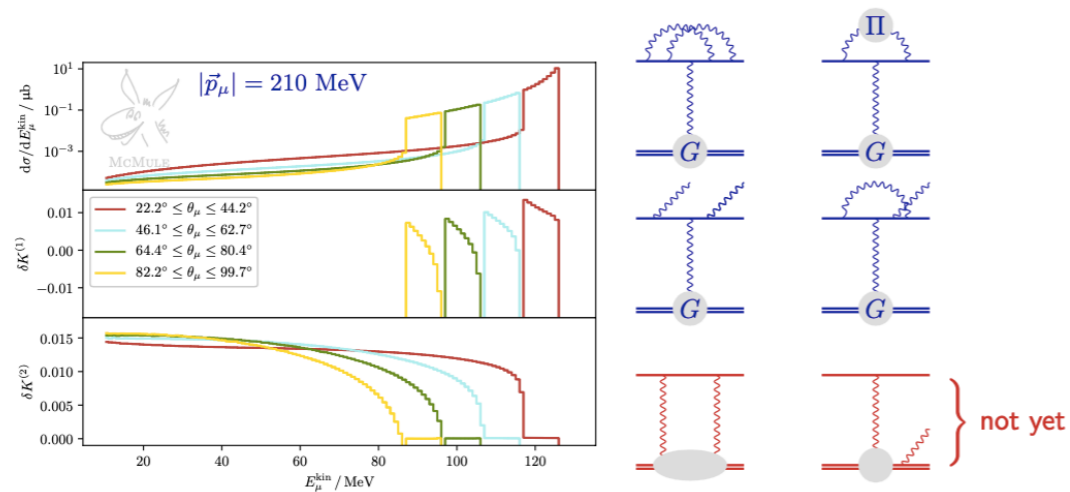 |p⃗_μ| = 210 MeV
McMule
dσ/dE_μ^kin / μb
10^1
10^−1
10^−3
δK^(1)
0.01
0.00
−0.01
22.2° ≤ θ_μ ≤ 44.2°
46.1° ≤ θ_μ ≤ 62.7°
64.4° ≤ θ_μ ≤ 80.4°
82.2° ≤ θ_μ ≤ 99.7°
δK^(2)
0.015
0.010
0.005
0.000
20 40 60 80 100 120
E_μ^kin / MeV
Π
G G
G G
not yet